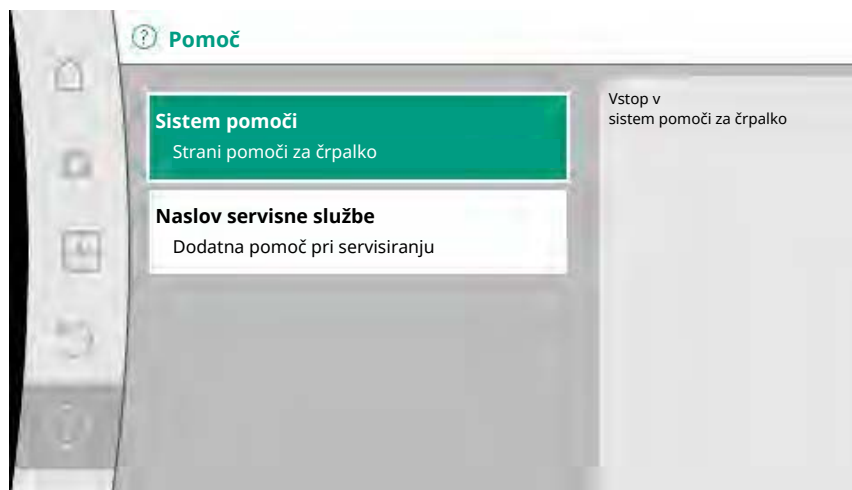 Pomoč
Sistem pomoči
Strani pomoči za črpalko
Naslov servisne službe
Dodatna pomoč pri servisiranju
Vstop v
sistem pomoči za črpalko